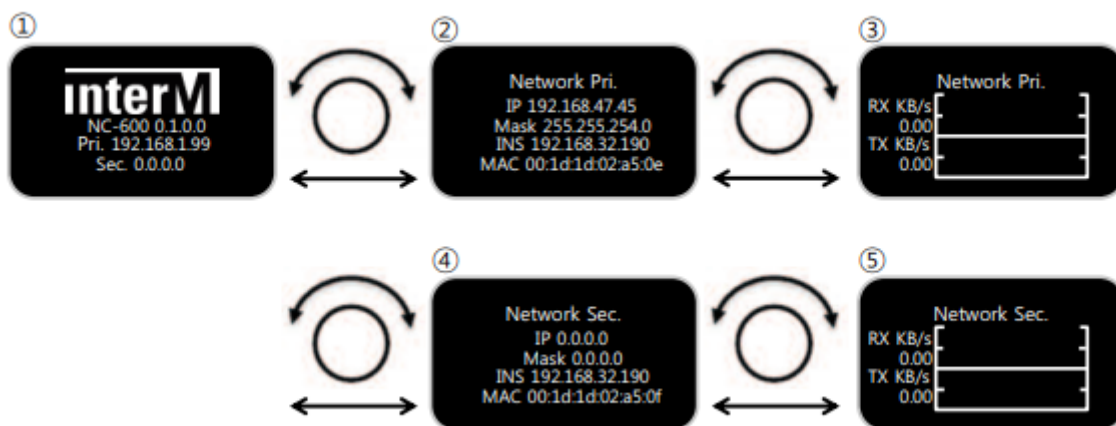 ①
interM
NC-600 0.1.0.0
Pri. 192.168.1.99
Sec. 0.0.0.0
②
Network Pri.
IP 192.168.47.45
Mask 255.255.254.0
INS 192.168.32.190
MAC 00:1d:1d:02:a5:0e
③
Network Pri.
RX KB/s
0.00
TX KB/s
0.00
④
Network Sec.
IP 0.0.0.0
Mask 0.0.0.0
INS 192.168.32.190
MAC 00:1d:1d:02:a5:0f
⑤
Network Sec.
RX KB/s
0.00
TX KB/s
0.00